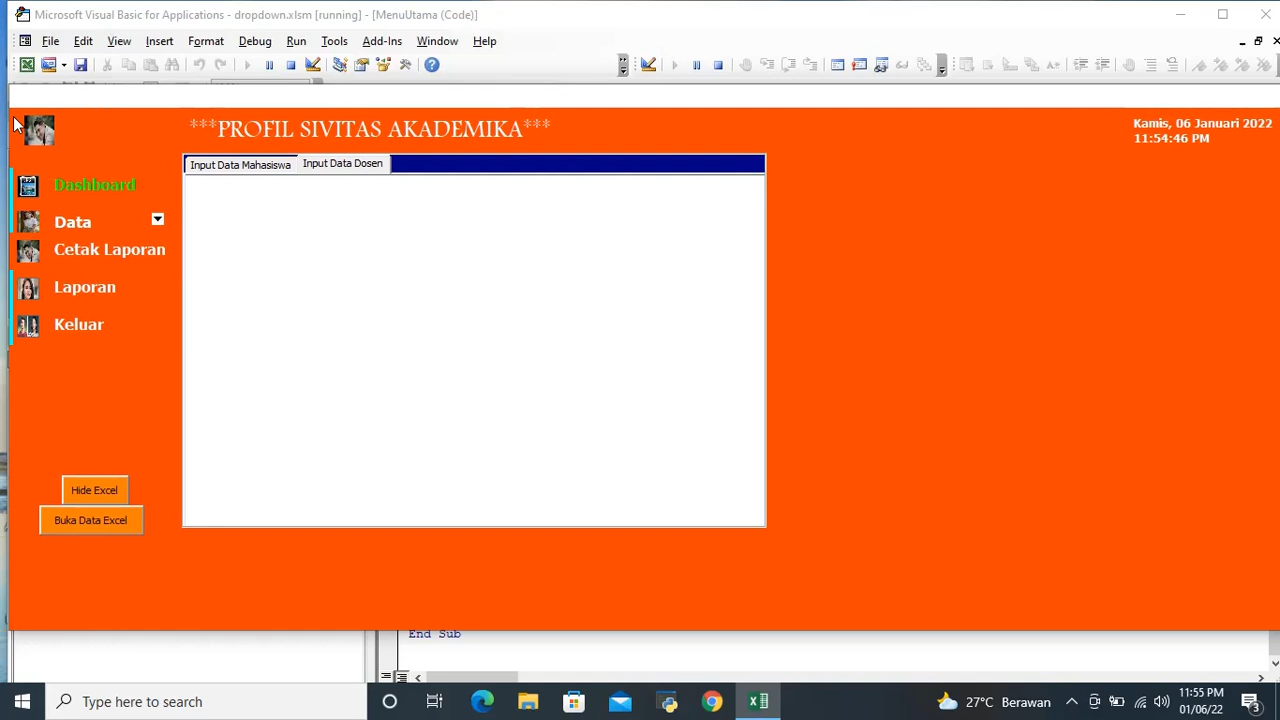 Microsoft Visual Basic for Applications - dropdown.xlsm [running] - [MenuUtama (Code)]
File Edit View Insert Format Debug Run Tools Add-Ins Window Help
***PROFIL SIVITAS AKADEMIKA***
Kamis, 06 Januari 2022
11:54:46 PM
Input Data Mahasiswa Input Data Dosen
Dashboard
Data
Cetak Laporan
Laporan
Keluar
Hide Excel
Buka Data Excel
End Sub
Type here to search
27°C Berawan
11:55 PM
01/06/22
3